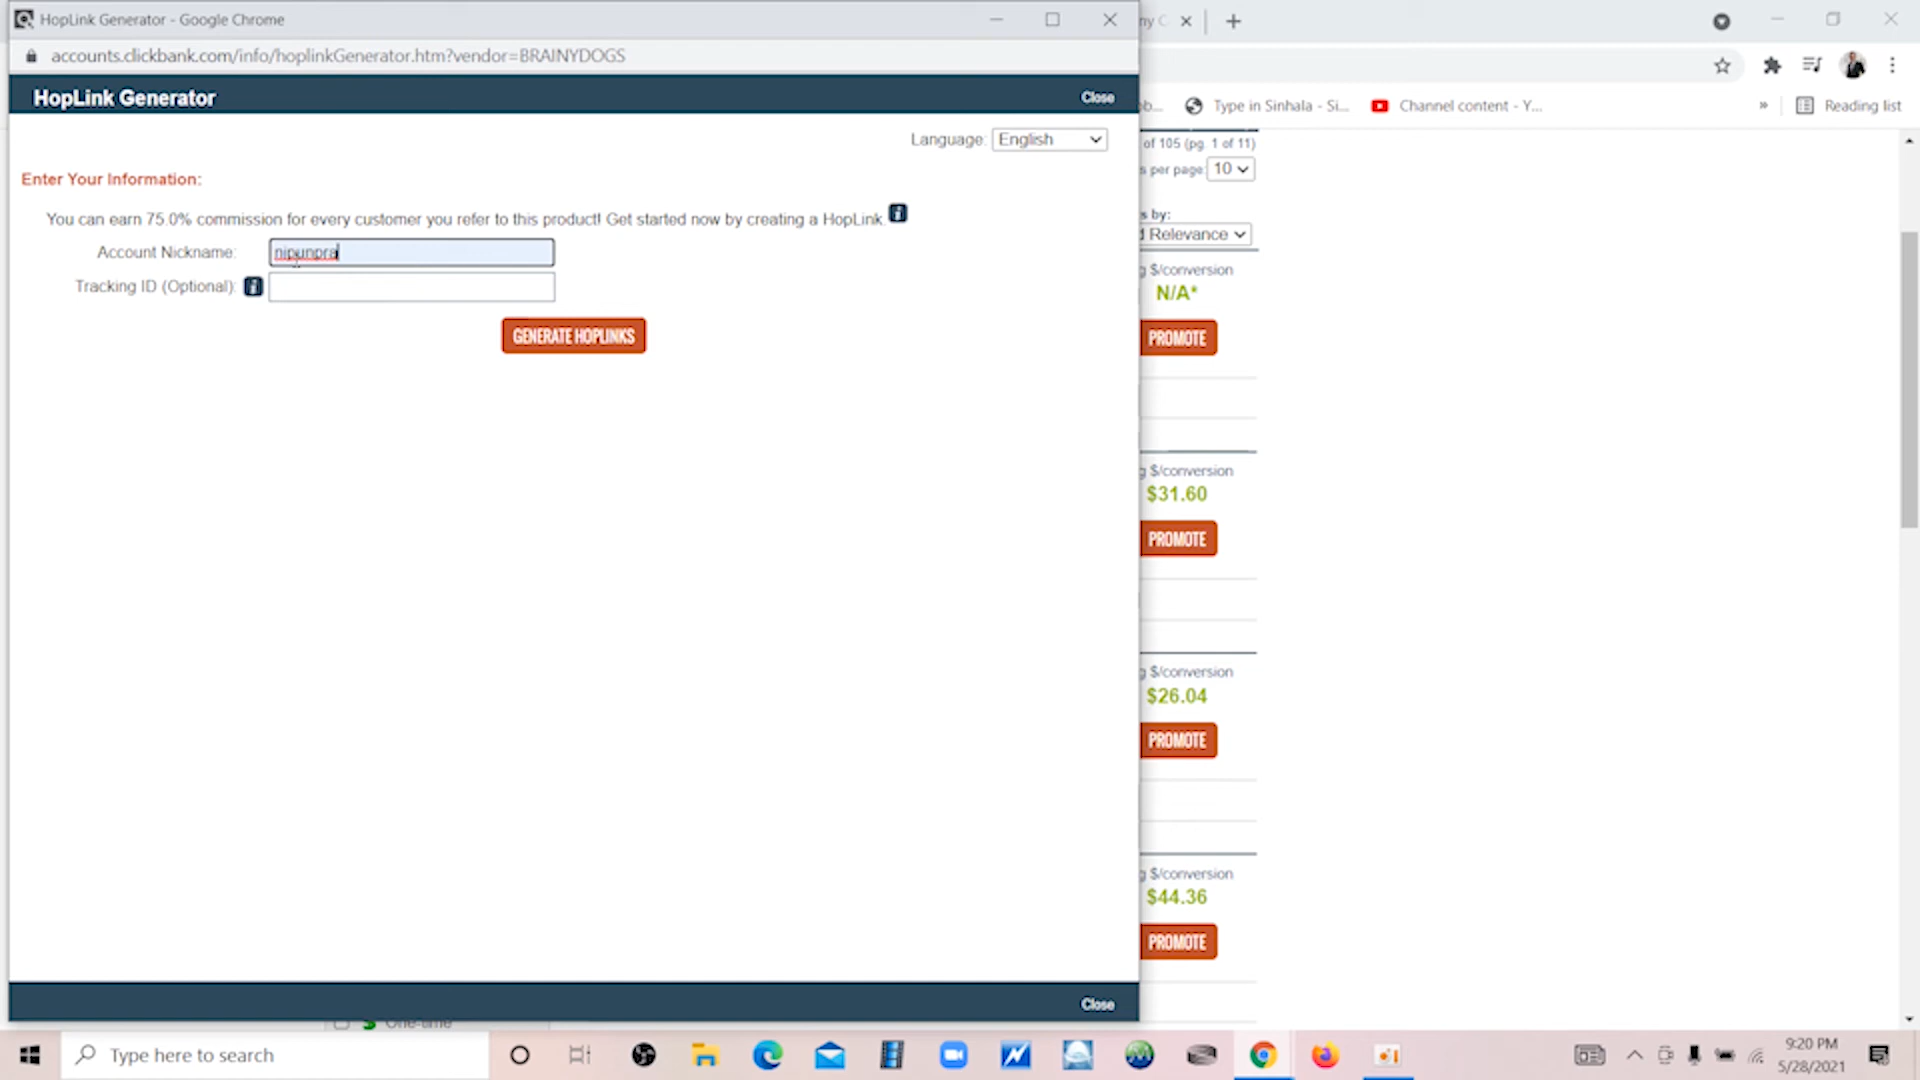 HopLink Generator - Google Chrome
accounts.clickbank.com/info/hoplinkGenerator.htm?vendor=BRAINYDOGS
HopLink Generator
Close
Language: English
Enter Your Information:
You can earn 75.0% commission for every customer you refer to this product! Get started now by creating a HopLink.
Account Nickname: nipunpra
Tracking ID (Optional):
GENERATE HOPLINKS
Close
Type in Sinhala - Si...
Channel content - Y...
»
Reading list
of 105 (pg. 1 of 11)
per page: 10
by:
Relevance
$/conversion
N/A*
PROMOTE
$/conversion
$31.60
PROMOTE
$/conversion
$26.04
PROMOTE
$/conversion
$44.36
PROMOTE
One-time
Type here to search
9:20 PM
5/28/2021